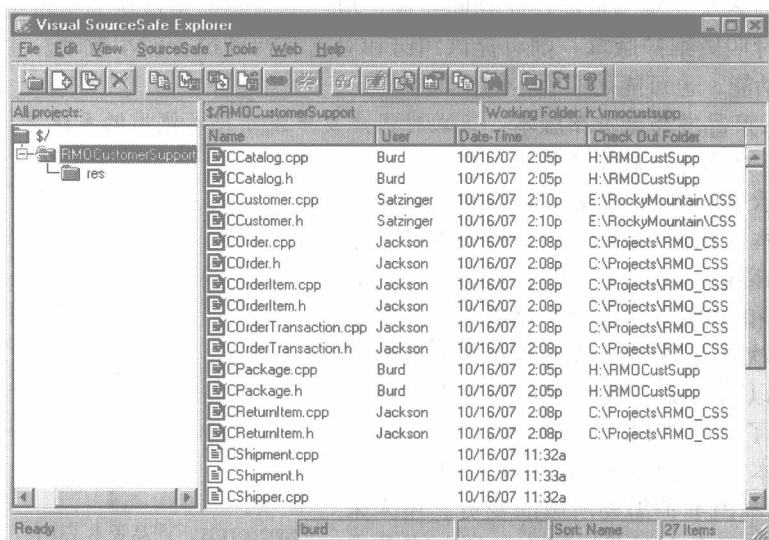 Visual SourceSafe Explorer
File Edit View SourceSafe Tools Web Help
All projects: $/RMOCustomerSupport Working Folder: h:\rmocustsupp
$/
RMOCustomerSupport
res
Name User Date-Time Check Out Folder
CCatalog.cpp Burd 10/16/07 2:05p H:\RMOCustSupp
CCatalog.h Burd 10/16/07 2:05p H:\RMOCustSupp
CCustomer.cpp Satzinger 10/16/07 2:10p E:\RockyMountain\CSS
CCustomer.h Satzinger 10/16/07 2:10p E:\RockyMountain\CSS
COrder.cpp Jackson 10/16/07 2:08p C:\Projects\RMO_CSS
COrder.h Jackson 10/16/07 2:08p C:\Projects\RMO_CSS
COrderItem.cpp Jackson 10/16/07 2:08p C:\Projects\RMO_CSS
COrderItem.h Jackson 10/16/07 2:08p C:\Projects\RMO_CSS
COrderTransaction.cpp Jackson 10/16/07 2:08p C:\Projects\RMO_CSS
COrderTransaction.h Jackson 10/16/07 2:08p C:\Projects\RMO_CSS
CPackage.cpp Burd 10/16/07 2:05p H:\RMOCustSupp
CPackage.h Burd 10/16/07 2:05p H:\RMOCustSupp
CReturnItem.cpp Jackson 10/16/07 2:08p C:\Projects\RMO_CSS
CReturnItem.h Jackson 10/16/07 2:08p C:\Projects\RMO_CSS
CShipment.cpp 10/16/07 11:32a
CShipment.h 10/16/07 11:33a
CShipper.cpp 10/16/07 11:32a
Ready burd Sort: Name 27 Items